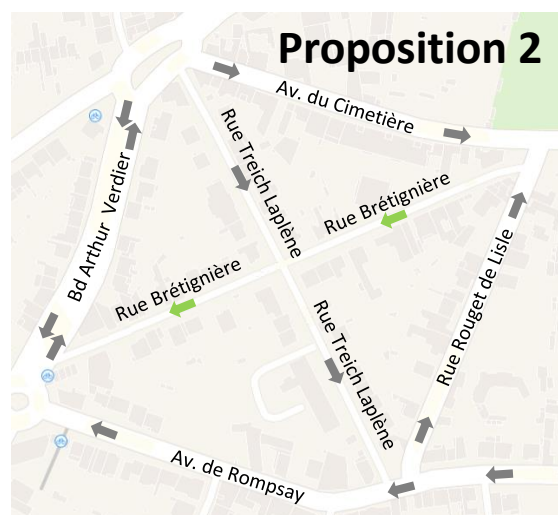 Proposition 2
Av. du Cimetière
Rue Treich Laplène
Bd Arthur Verdier
Rue Brétignière
Rue Brétignière
Rue Rouget de Lisle
Rue Treich Laplène
Av. de Rompsay